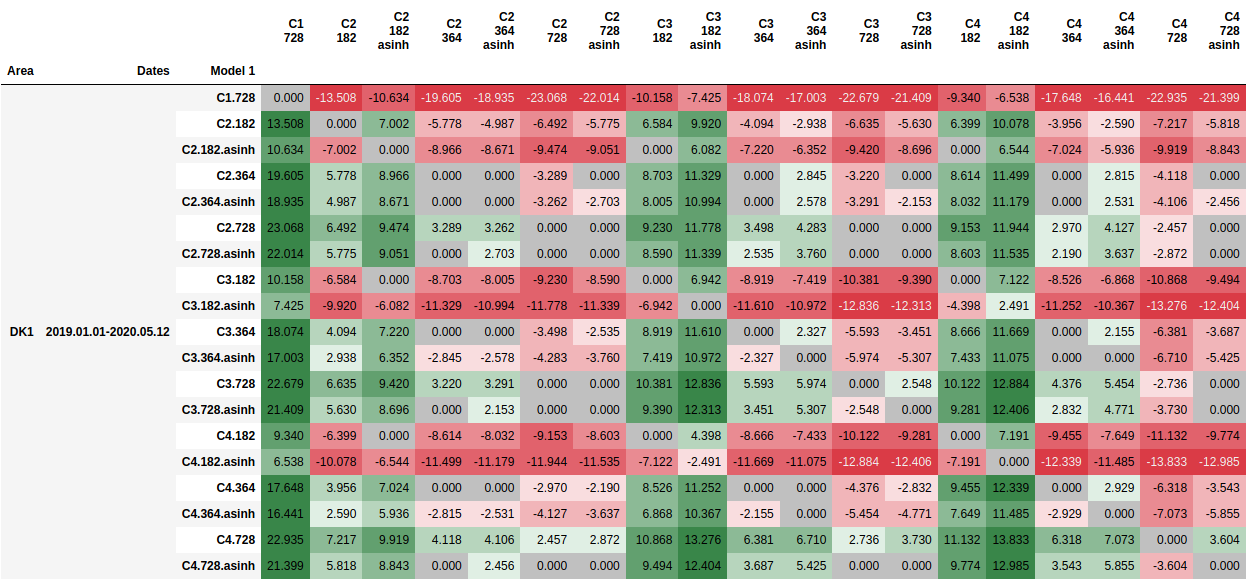 C1 C2 C2 C2 C2 C2 C2 C3 C3 C3 C3 C3 C3 C4 C4 C4 C4 C4 C4
728 182 182 364 364 728 728 182 182 364 364 728 728 182 182 364 364 728 728
asinh asinh asinh asinh asinh asinh asinh asinh asinh
Area Dates Model 1
C1.728 0.000 -13.508 -10.634 -19.605 -18.935 -23.068 -22.014 -10.158 -7.425 -18.074 -17.003 -22.679 -21.409 -9.340 -6.538 -17.648 -16.441 -22.935 -21.399
C2.182 13.508 0.000 7.002 -5.778 -4.987 -6.492 -5.775 6.584 9.920 -4.094 -2.938 -6.635 -5.630 6.399 10.078 -3.956 -2.590 -7.217 -5.818
C2.182.asinh 10.634 -7.002 0.000 -8.966 -8.671 -9.474 -9.051 0.000 6.082 -7.220 -6.352 -9.420 -8.696 0.000 6.544 -7.024 -5.936 -9.919 -8.843
C2.364 19.605 5.778 8.966 0.000 0.000 -3.289 0.000 8.703 11.329 0.000 2.845 -3.220 0.000 8.614 11.499 0.000 2.815 -4.118 0.000
C2.364.asinh 18.935 4.987 8.671 0.000 0.000 -3.262 -2.703 8.005 10.994 0.000 2.578 -3.291 -2.153 8.032 11.179 0.000 2.531 -4.106 -2.456
C2.728 23.068 6.492 9.474 3.289 3.262 0.000 0.000 9.230 11.778 3.498 4.283 0.000 0.000 9.153 11.944 2.970 4.127 -2.457 0.000
C2.728.asinh 22.014 5.775 9.051 0.000 2.703 0.000 0.000 8.590 11.339 2.535 3.760 0.000 0.000 8.603 11.535 2.190 3.637 -2.872 0.000
C3.182 10.158 -6.584 0.000 -8.703 -8.005 -9.230 -8.590 0.000 6.942 -8.919 -7.419 -10.381 -9.390 0.000 7.122 -8.526 -6.868 -10.868 -9.494
C3.182.asinh 7.425 -9.920 -6.082 -11.329 -10.994 -11.778 -11.339 -6.942 0.000 -11.610 -10.972 -12.836 -12.313 -4.398 2.491 -11.252 -10.367 -13.276 -12.404
DK1 2019.01.01-2020.05.12 C3.364 18.074 4.094 7.220 0.000 0.000 -3.498 -2.535 8.919 11.610 0.000 2.327 -5.593 -3.451 8.666 11.669 0.000 2.155 -6.381 -3.687
C3.364.asinh 17.003 2.938 6.352 -2.845 -2.578 -4.283 -3.760 7.419 10.972 -2.327 0.000 -5.974 -5.307 7.433 11.075 0.000 0.000 -6.710 -5.425
C3.728 22.679 6.635 9.420 3.220 3.291 0.000 0.000 10.381 12.836 5.593 5.974 0.000 2.548 10.122 12.884 4.376 5.454 -2.736 0.000
C3.728.asinh 21.409 5.630 8.696 0.000 2.153 0.000 0.000 9.390 12.313 3.451 5.307 -2.548 0.000 9.281 12.406 2.832 4.771 -3.730 0.000
C4.182 9.340 -6.399 0.000 -8.614 -8.032 -9.153 -8.603 0.000 4.398 -8.666 -7.433 -10.122 -9.281 0.000 7.191 -9.455 -7.649 -11.132 -9.774
C4.182.asinh 6.538 -10.078 -6.544 -11.499 -11.179 -11.944 -11.535 -7.122 -2.491 -11.669 -11.075 -12.884 -12.406 -7.191 0.000 -12.339 -11.485 -13.833 -12.985
C4.364 17.648 3.956 7.024 0.000 0.000 -2.970 -2.190 8.526 11.252 0.000 0.000 -4.376 -2.832 9.455 12.339 0.000 2.929 -6.318 -3.543
C4.364.asinh 16.441 2.590 5.936 -2.815 -2.531 -4.127 -3.637 6.868 10.367 -2.155 0.000 -5.454 -4.771 7.649 11.485 -2.929 0.000 -7.073 -5.855
C4.728 22.935 7.217 9.919 4.118 4.106 2.457 2.872 10.868 13.276 6.381 6.710 2.736 3.730 11.132 13.833 6.318 7.073 0.000 3.604
C4.728.asinh 21.399 5.818 8.843 0.000 2.456 0.000 0.000 9.494 12.404 3.687 5.425 0.000 0.000 9.774 12.985 3.543 5.855 -3.604 0.000